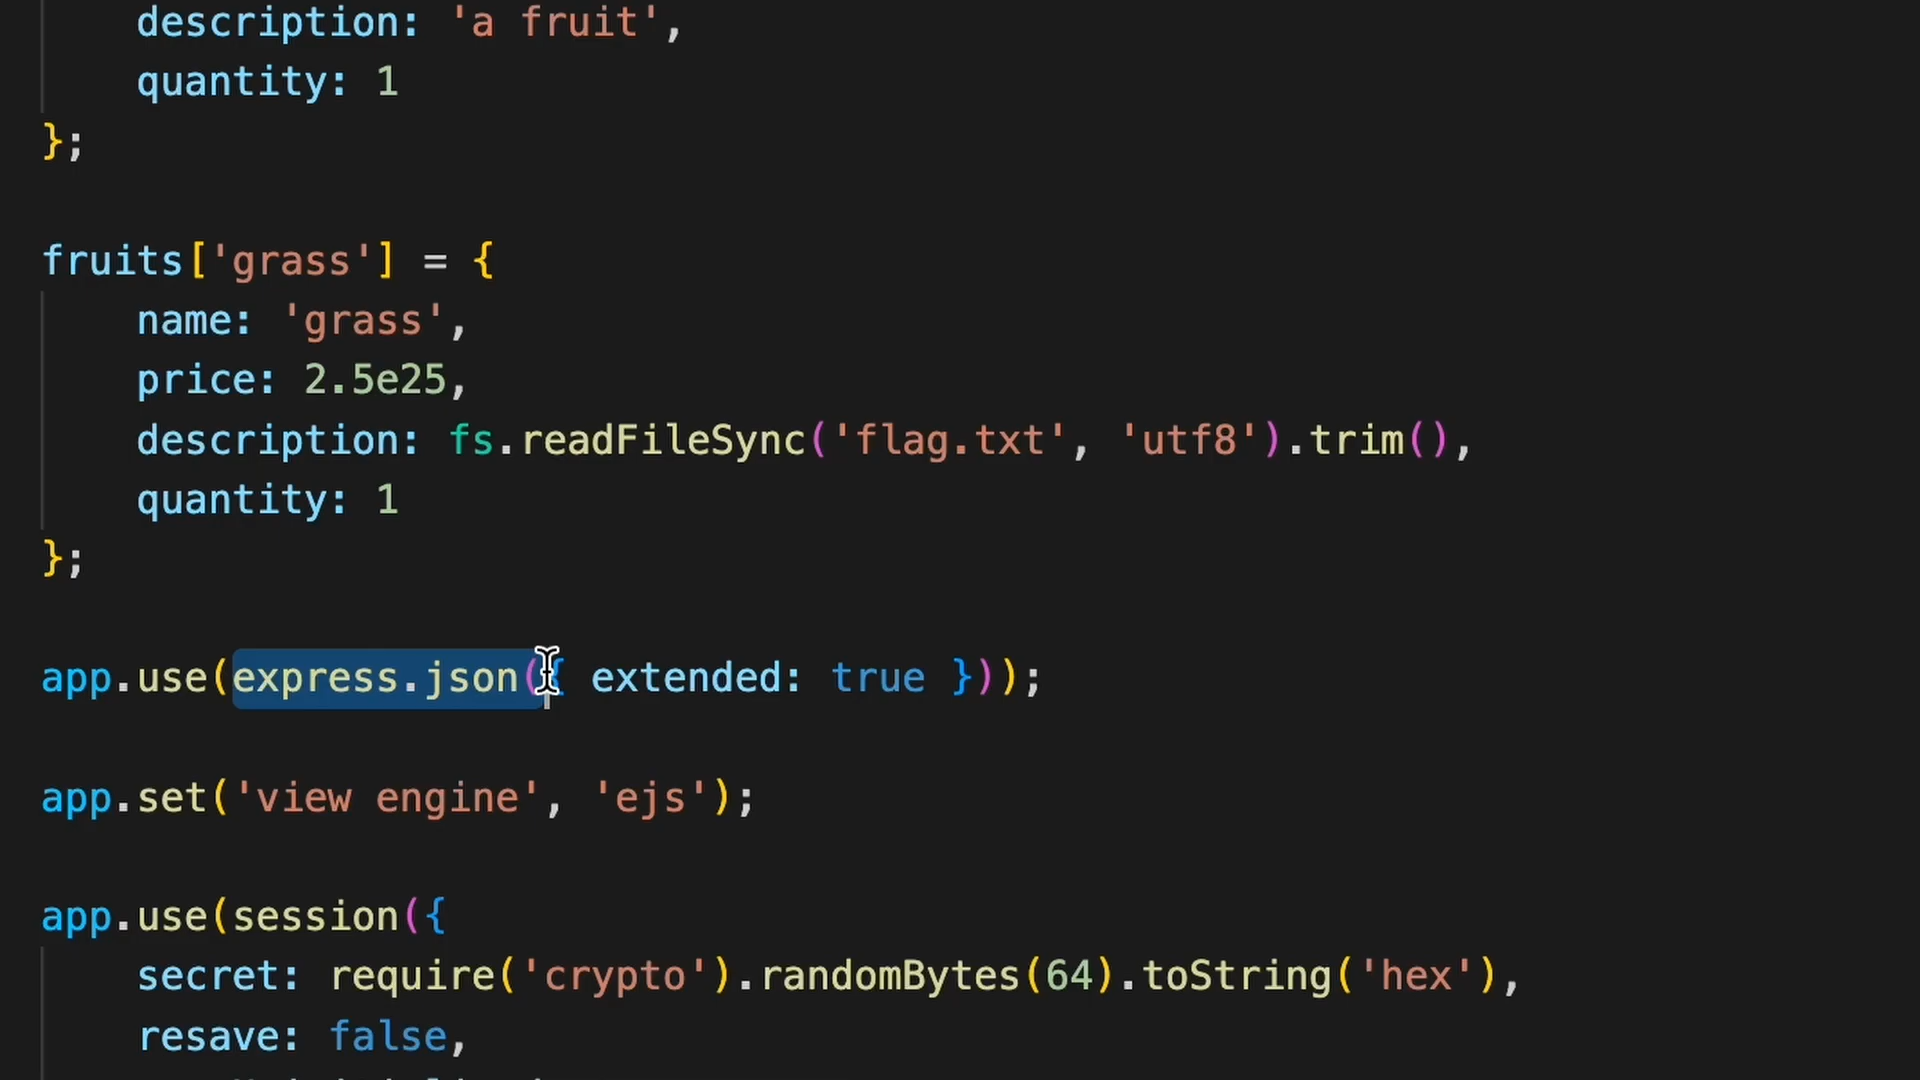 description: 'a fruit',
quantity: 1
};
fruits['grass'] = {
name: 'grass',
price: 2.5e25,
description: fs.readFileSync('flag.txt', 'utf8').trim(),
quantity: 1
};
app.use(express.json({ extended: true }));
app.set('view engine', 'ejs');
app.use(session({
secret: require('crypto').randomBytes(64).toString('hex'),
resave: false,